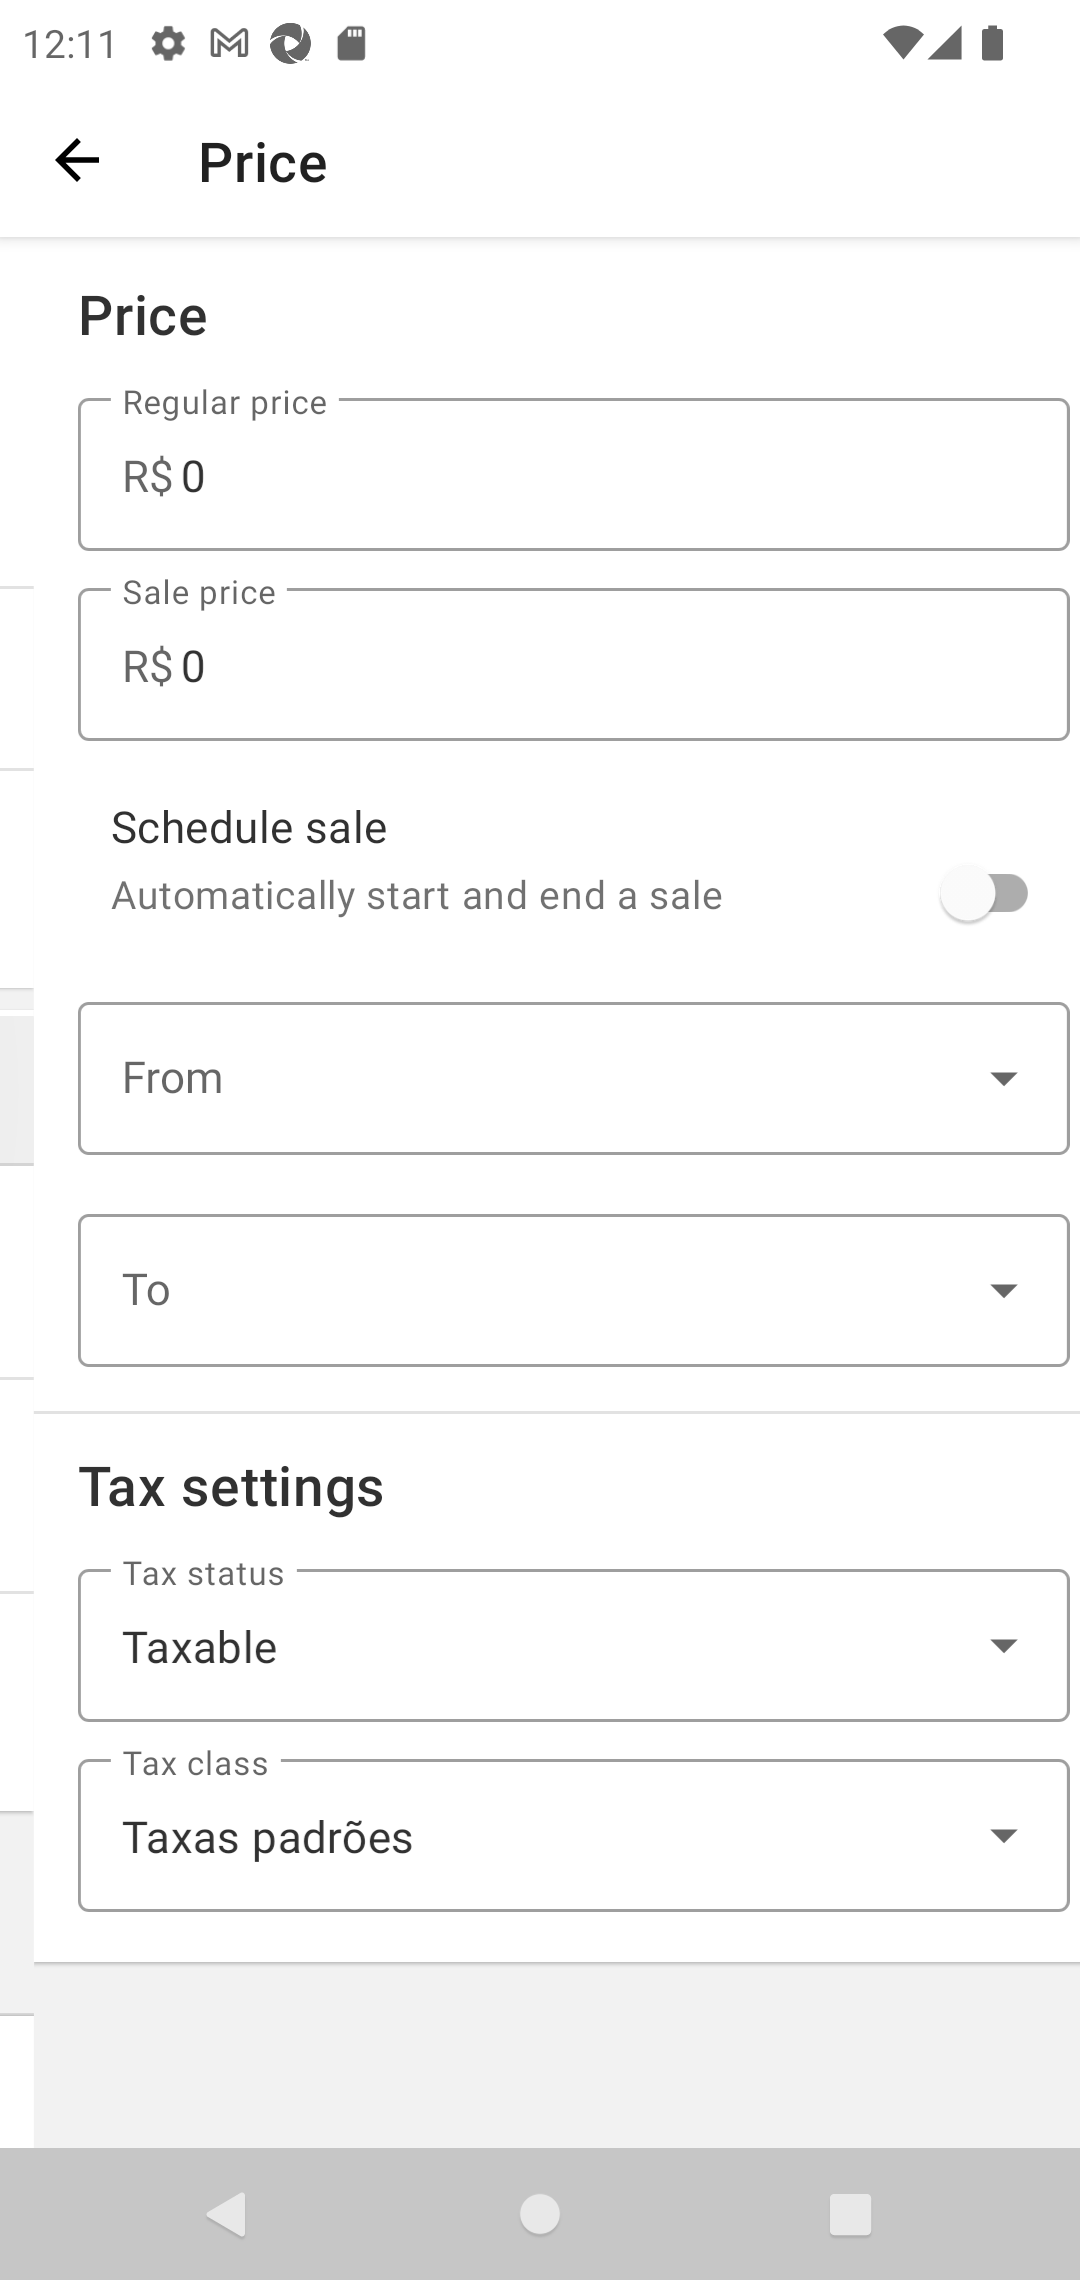 12:11
Price
Price
Regular price
R$ 0
Sale price
R$ 0
Schedule sale
Automatically start and end a sale
From
To
Tax settings
Tax status
Taxable
Tax class
Taxas padrões